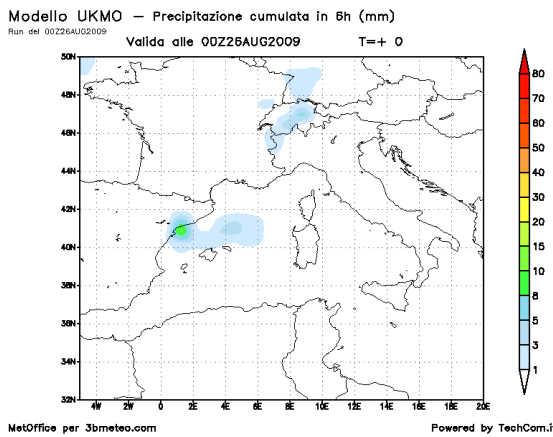 Modello UKMO – Precipitazione cumulata in 6h (mm)
Run del 00Z26AUG2009
Valida alle 00Z26AUG2009 T=+ 0
50N
48N
46N
44N
42N
40N
38N
36N
34N
32N
4W 2W 0 2E 4E 6E 8E 10E 12E 14E 16E 18E 20E
80
70
60
50
40
30
20
15
10
8
5
3
1
MetOffice per 3bmeteo.com
Powered by TechCom.i